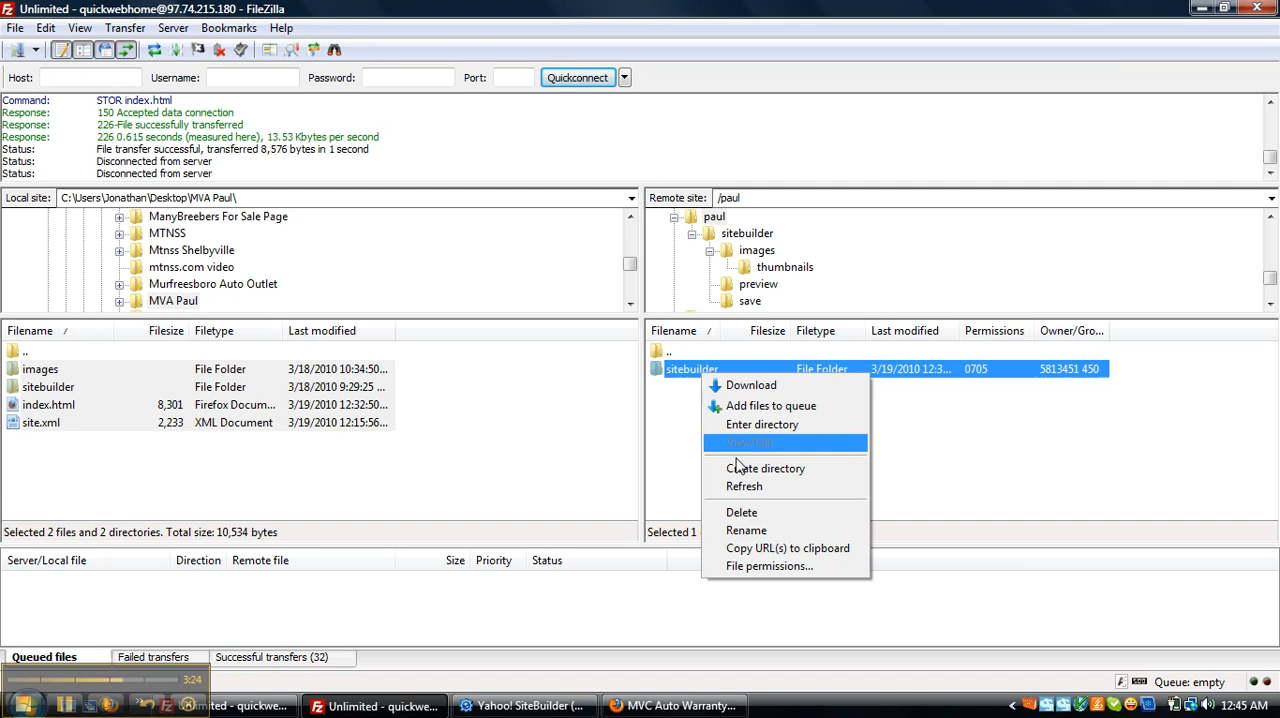 Unlimited - quickwebhome@97.74.215.180 - FileZilla
File Edit View Transfer Server Bookmarks Help
Host: Username: Password: Port: Quickconnect
Command: STOR index.html
Response: 150 Accepted data connection
Response: 226-File successfully transferred
Response: 226 0.615 seconds (measured here), 13.53 Kbytes per second
Status: File transfer successful, transferred 8,576 bytes in 1 second
Status: Disconnected from server
Status: Disconnected from server
Local site: C:\Users\Jonathan\Desktop\MVA Paul\
ManyBreebers For Sale Page
MTNSS
Mtnss Shelbyville
mtnss.com video
Murfreesboro Auto Outlet
MVA Paul
Remote site: /paul
paul
sitebuilder
images
thumbnails
preview
save
Filename / Filesize Filetype Last modified
..
images File Folder 3/18/2010 10:34:50...
sitebuilder File Folder 3/18/2010 9:29:25 ...
index.html 8,301 Firefox Docum... 3/19/2010 12:32:50...
site.xml 2,233 XML Document 3/19/2010 12:15:56...
Selected 2 files and 2 directories. Total size: 10,534 bytes
Filename / Filesize Filetype Last modified Permissions Owner/Gro...
..
sitebuilder File Folder 3/19/2010 12:3... 0705 5813451 450
Selected 1
Download
Add files to queue
Enter directory
View/Edit
Create directory
Refresh
Delete
Rename
Copy URL(s) to clipboard
File permissions...
Server/Local file Direction Remote file Size Priority Status
Queued files Failed transfers Successful transfers (32)
Queue: empty
3:24
Unlimited - quickwe... Yahoo! SiteBuilder (... MVC Auto Warranty...
12:45 AM